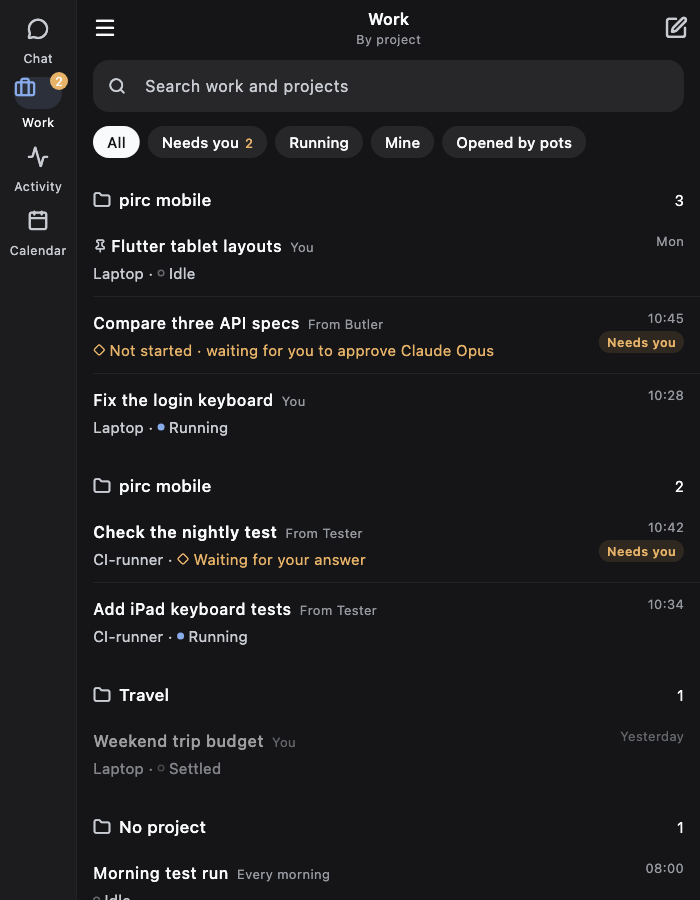 Work
By project
Chat
2
Work
Activity
Calendar
Search work and projects
All
Needs you 2
Running
Mine
Opened by pots
pirc mobile 3
Flutter tablet layouts You Mon
Laptop · Idle
Compare three API specs From Butler 10:45
Not started · waiting for you to approve Claude Opus Needs you
Fix the login keyboard You 10:28
Laptop · Running
pirc mobile 2
Check the nightly test From Tester 10:42
CI-runner · Waiting for your answer Needs you
Add iPad keyboard tests From Tester 10:34
CI-runner · Running
Travel 1
Weekend trip budget You Yesterday
Laptop · Settled
No project 1
Morning test run Every morning 08:00
Idle